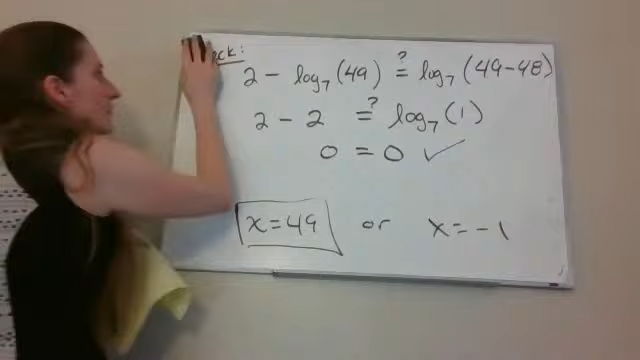 2 - log₇(49) ≟ log₇(49-48)
2 - 2 ≟ log₇(1)
0 = 0 ✓
x = 49 or x = -1